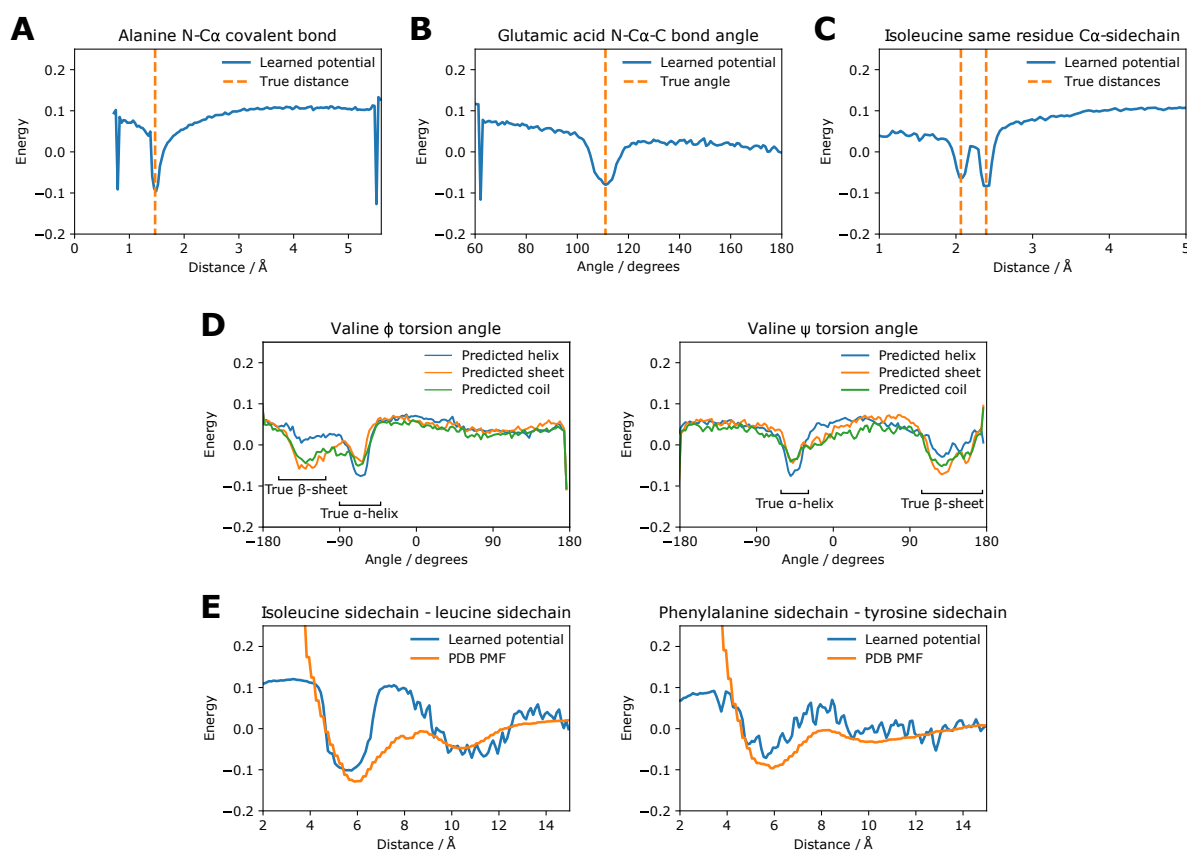 A
Alanine N-Cα covalent bond
Learned potential
True distance
0.2
0.1
0.0
−0.1
−0.2
Energy
1
2
3
4
5
Distance / Å
B
Glutamic acid N-Cα-C bond angle
Learned potential
True angle
0.2
0.1
0.0
−0.1
−0.2
Energy
60
80
100
120
140
160
180
Angle / degrees
C
Isoleucine same residue Cα-sidechain
Learned potential
True distances
0.2
0.1
0.0
−0.1
−0.2
Energy
1
2
3
4
5
Distance / Å
D
Valine ϕ torsion angle
Predicted helix
Predicted sheet
Predicted coil
0.2
0.1
0.0
−0.1
−0.2
Energy
True β-sheet
True α-helix
−180
−90
0
90
180
Angle / degrees
Valine ψ torsion angle
Predicted helix
Predicted sheet
Predicted coil
0.2
0.1
0.0
−0.1
−0.2
Energy
True α-helix
True β-sheet
−180
−90
0
90
180
Angle / degrees
E
Isoleucine sidechain - leucine sidechain
Learned potential
PDB PMF
0.2
0.1
0.0
−0.1
−0.2
Energy
2
4
6
8
10
12
14
Distance / Å
Phenylalanine sidechain - tyrosine sidechain
Learned potential
PDB PMF
0.2
0.1
0.0
−0.1
−0.2
Energy
2
4
6
8
10
12
14
Distance / Å